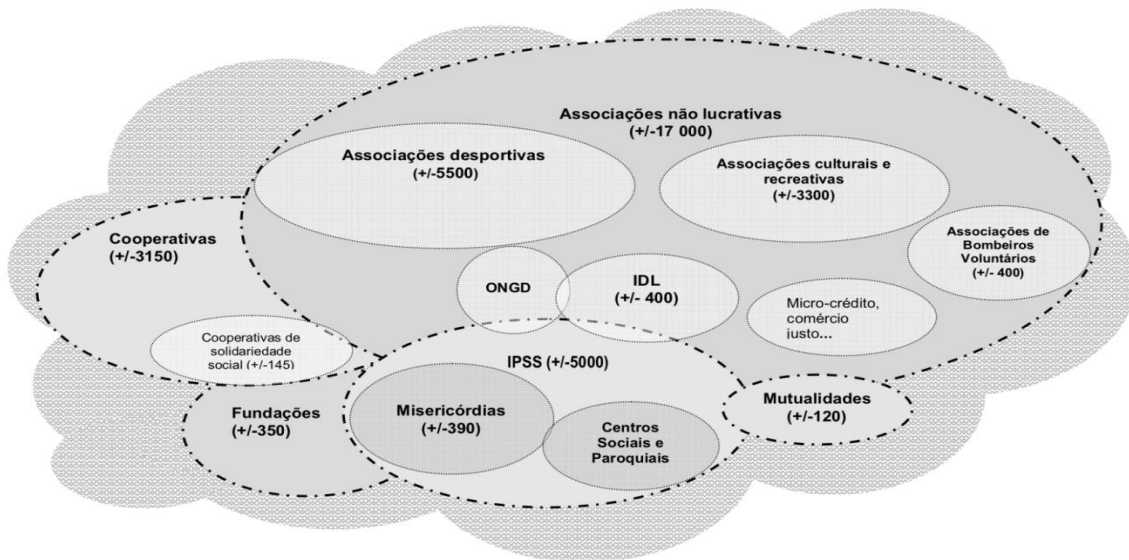 Associações não lucrativas
(+/-17 000)
Associações desportivas
(+/-5500)
Associações culturais e
recreativas
(+/-3300)
Cooperativas
(+/-3150)
Associações de
Bombeiros
Voluntários
(+/- 400)
ONGD
IDL
(+/- 400)
Micro-crédito,
comércio
justo...
Cooperativas de
solidariedade
social (+/-145)
IPSS (+/-5000)
Fundações
(+/-350)
Misericórdias
(+/-390)
Centros
Sociais e
Paroquiais
Mutualidades
(+/-120)